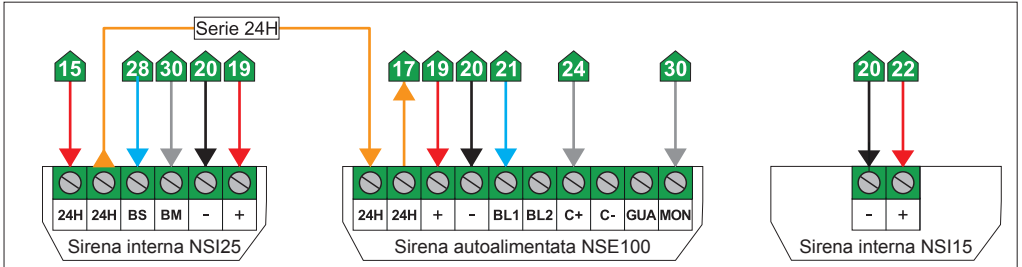 Serie 24H
15 28 30 20 19 17 19 20 21 24 30 20 22
24H 24H BS BM - + 24H 24H + - BL1 BL2 C+ C- GUA MON - +
Sirena interna NSI25 Sirena autoalimentata NSE100 Sirena interna NSI15